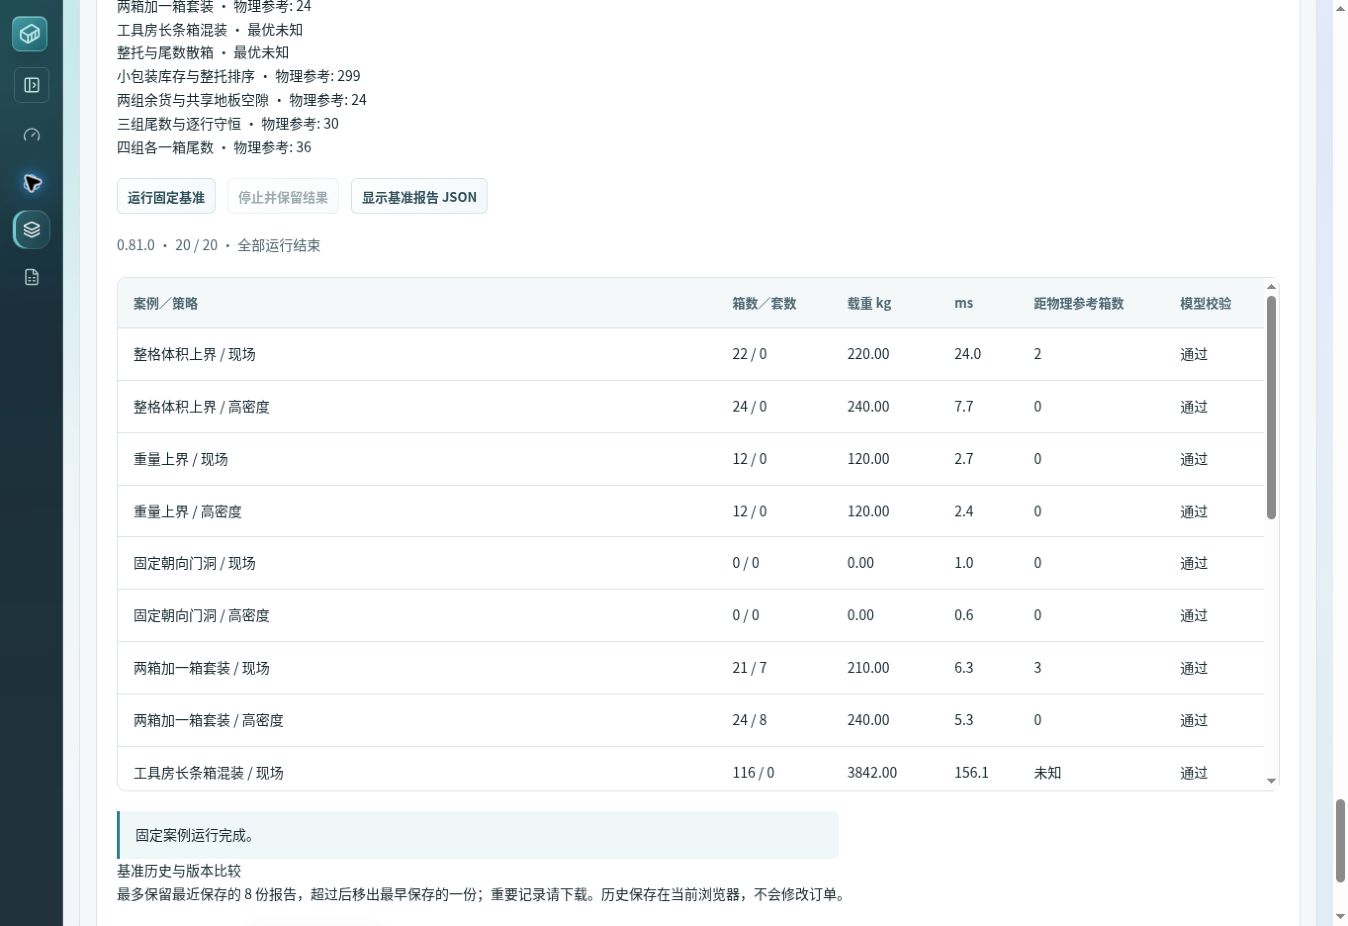 两箱加一箱套装 · 物理参考: 24
工具房长条箱混装 · 最优未知
整托与尾数散箱 · 最优未知
小包装库存与整托排序 · 物理参考: 299
两组余货与共享地板空隙 · 物理参考: 24
三组尾数与逐行守恒 · 物理参考: 30
四组各一箱尾数 · 物理参考: 36
运行固定基准 停止并保留结果 显示基准报告 JSON
0.81.0 · 20 / 20 · 全部运行结束
案例／策略 箱数／套数 载重 kg ms 距物理参考箱数 模型校验
整格体积上界 / 现场 22 / 0 220.00 24.0 2 通过
整格体积上界 / 高密度 24 / 0 240.00 7.7 0 通过
重量上界 / 现场 12 / 0 120.00 2.7 0 通过
重量上界 / 高密度 12 / 0 120.00 2.4 0 通过
固定朝向门洞 / 现场 0 / 0 0.00 1.0 0 通过
固定朝向门洞 / 高密度 0 / 0 0.00 0.6 0 通过
两箱加一箱套装 / 现场 21 / 7 210.00 6.3 3 通过
两箱加一箱套装 / 高密度 24 / 8 240.00 5.3 0 通过
工具房长条箱混装 / 现场 116 / 0 3842.00 156.1 未知 通过
固定案例运行完成。
基准历史与版本比较
最多保留最近保存的 8 份报告，超过后移出最早保存的一份；重要记录请下载。历史保存在当前浏览器，不会修改订单。